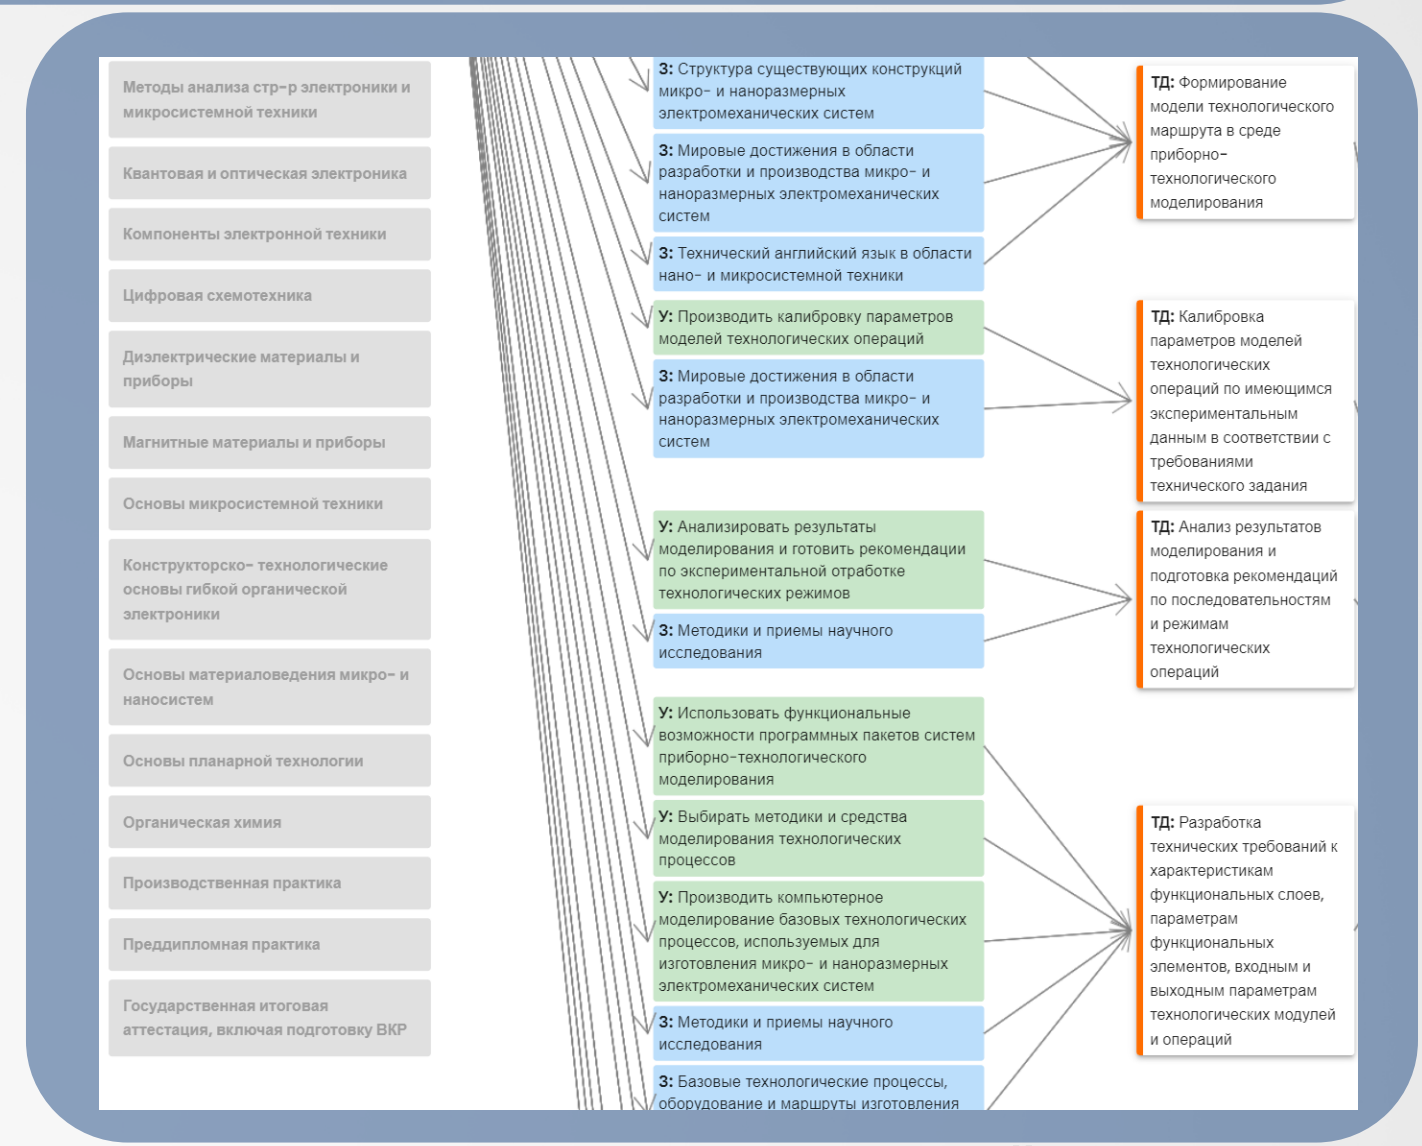 Методы анализа стр-р электроники и
микросистемной техники
Квантовая и оптическая электроника
Компоненты электронной техники
Цифровая схемотехника
Диэлектрические материалы и
приборы
Магнитные материалы и приборы
Основы микросистемной техники
Конструкторско- технологические
основы гибкой органической
электроники
Основы материаловедения микро- и
наносистем
Основы планарной технологии
Органическая химия
Производственная практика
Преддипломная практика
Государственная итоговая
аттестация, включая подготовку ВКР
З: Структура существующих конструкций
микро- и наноразмерных
электромеханических систем
З: Мировые достижения в области
разработки и производства микро- и
наноразмерных электромеханических
систем
З: Технический английский язык в области
нано- и микросистемной техники
У: Производить калибровку параметров
моделей технологических операций
З: Мировые достижения в области
разработки и производства микро- и
наноразмерных электромеханических
систем
У: Анализировать результаты
моделирования и готовить рекомендации
по экспериментальной отработке
технологических режимов
З: Методики и приемы научного
исследования
У: Использовать функциональные
возможности программных пакетов систем
приборно-технологического
моделирования
У: Выбирать методики и средства
моделирования технологических
процессов
У: Производить компьютерное
моделирование базовых технологических
процессов, используемых для
изготовления микро- и наноразмерных
электромеханических систем
З: Методики и приемы научного
исследования
З: Базовые технологические процессы,
оборудование и маршруты изготовления
ТД: Формирование
модели технологического
маршрута в среде
приборно-
технологического
моделирования
ТД: Калибровка
параметров моделей
технологических
операций по имеющимся
экспериментальным
данным в соответствии с
требованиями
технического задания
ТД: Анализ результатов
моделирования и
подготовка рекомендаций
по последовательностям
и режимам
технологических
операций
ТД: Разработка
технических требований к
характеристикам
функциональных слоев,
параметрам
функциональных
элементов, входным и
выходным параметрам
технологических модулей
и операций